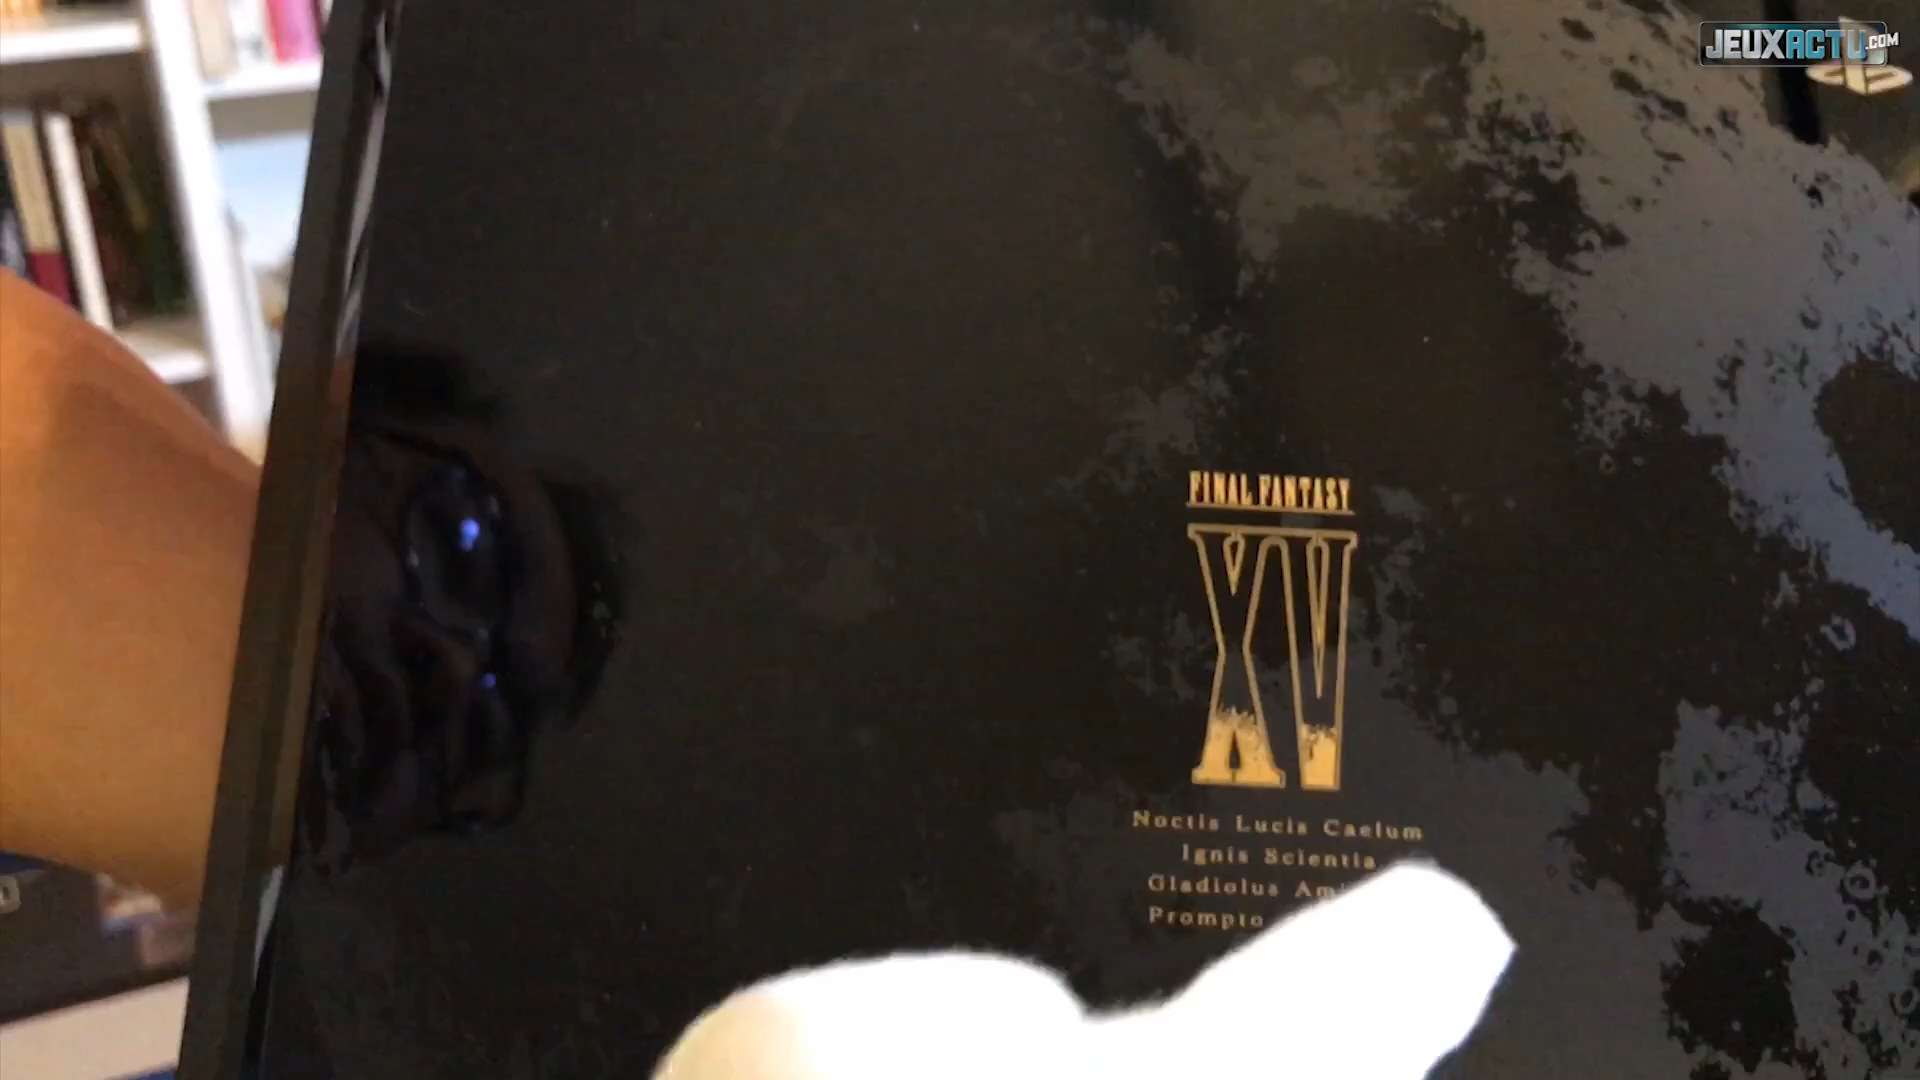 JEUXACTU.COM
FINAL FANTASY
XV
Noctis Lucis Caelum
Ignis Scientia
Gladiolus
Prompto